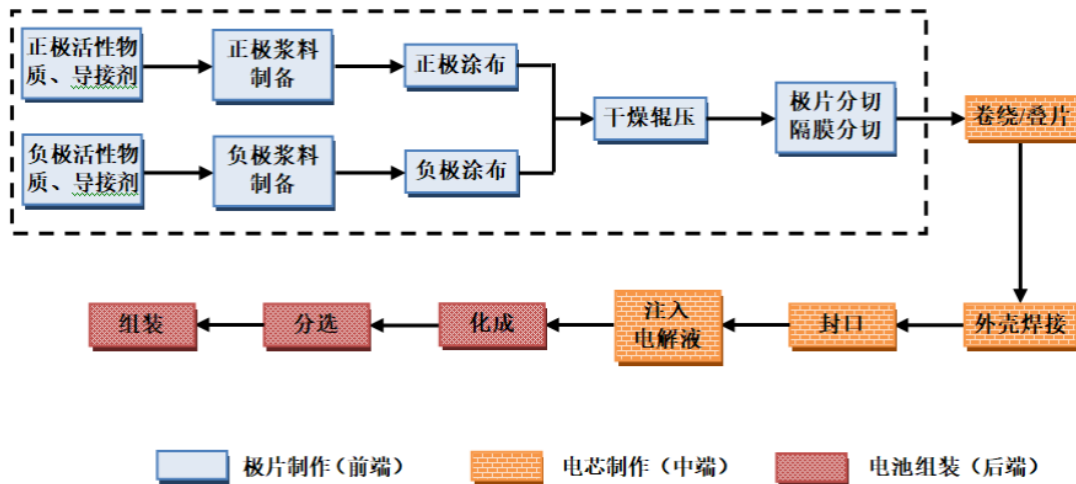 正极活性物
质、导接剂
正极浆料
制备
正极涂布
负极活性物
质、导接剂
负极浆料
制备
负极涂布
干燥辊压
极片分切
隔膜分切
卷绕/叠片
外壳焊接
封口
注入
电解液
化成
分选
组装
极片制作（前端）
电芯制作（中端）
电池组装（后端）